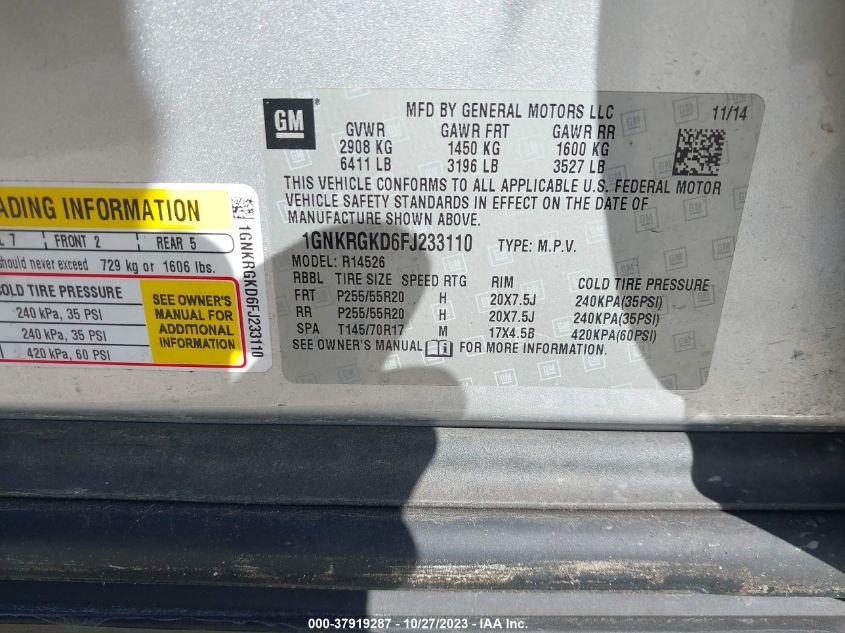 GM
®
MFD BY GENERAL MOTORS LLC 11/14
GVWR GAWR FRT GAWR RR
2908 KG 1450 KG 1600 KG
6411 LB 3196 LB 3527 LB
THIS VEHICLE CONFORMS TO ALL APPLICABLE U.S. FEDERAL MOTOR
VEHICLE SAFETY STANDARDS IN EFFECT ON THE DATE OF
MANUFACTURE SHOWN ABOVE.
1GNKRGKD6FJ233110 TYPE: M.P.V.
MODEL: R14526
RBBL TIRE SIZE SPEED RTG RIM COLD TIRE PRESSURE
FRT P255/55R20 H 20X7.5J 240KPA(35PSI)
RR P255/55R20 H 20X7.5J 240KPA(35PSI)
SPA T145/70R17 M 17X4.5B 420KPA(60PSI)
SEE OWNER'S MANUAL FOR MORE INFORMATION.
ADING INFORMATION
L 7 FRONT 2 REAR 5
should never exceed 729 kg or 1606 lbs.
COLD TIRE PRESSURE
240 kPa, 35 PSI
240 kPa, 35 PSI
420 kPa, 60 PSI
SEE OWNER'S
MANUAL FOR
ADDITIONAL
INFORMATION
1GNKRGKD6FJ233110
000-37919287 - 10/27/2023 - IAA Inc.